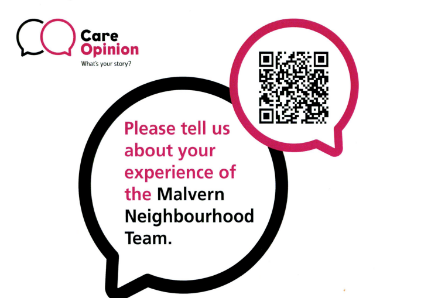 Care
Opinion
What's your story?
Please tell us
about your
experience of
the Malvern
Neighbourhood
Team.